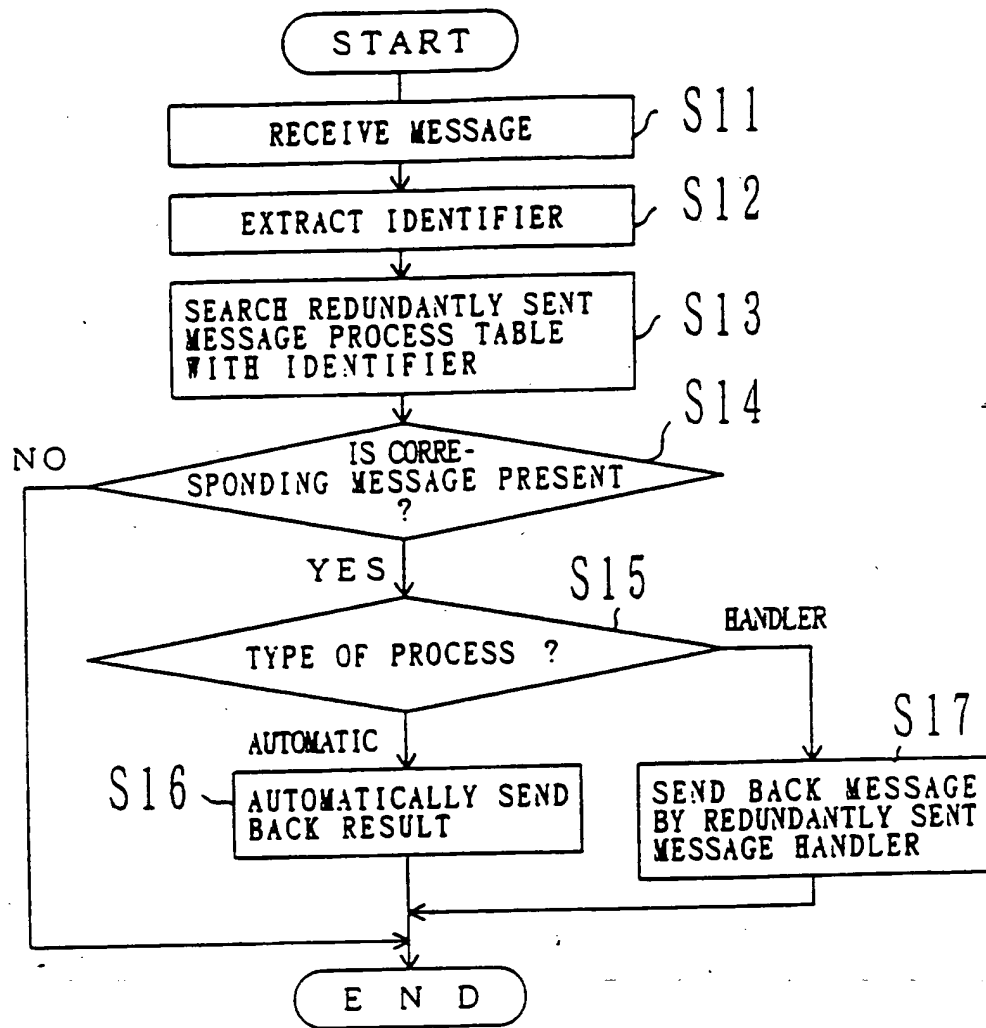 START
RECEIVE MESSAGE
S11
EXTRACT IDENTIFIER
S12
SEARCH REDUNDANTLY SENT
MESSAGE PROCESS TABLE
WITH IDENTIFIER
S13
S14
NO
IS CORRE-
SPONDING MESSAGE PRESENT
?
YES
S15
HANDLER
TYPE OF PROCESS ?
AUTOMATIC
S16
AUTOMATICALLY SEND
BACK RESULT
S17
SEND BACK MESSAGE
BY REDUNDANTLY SENT
MESSAGE HANDLER
END